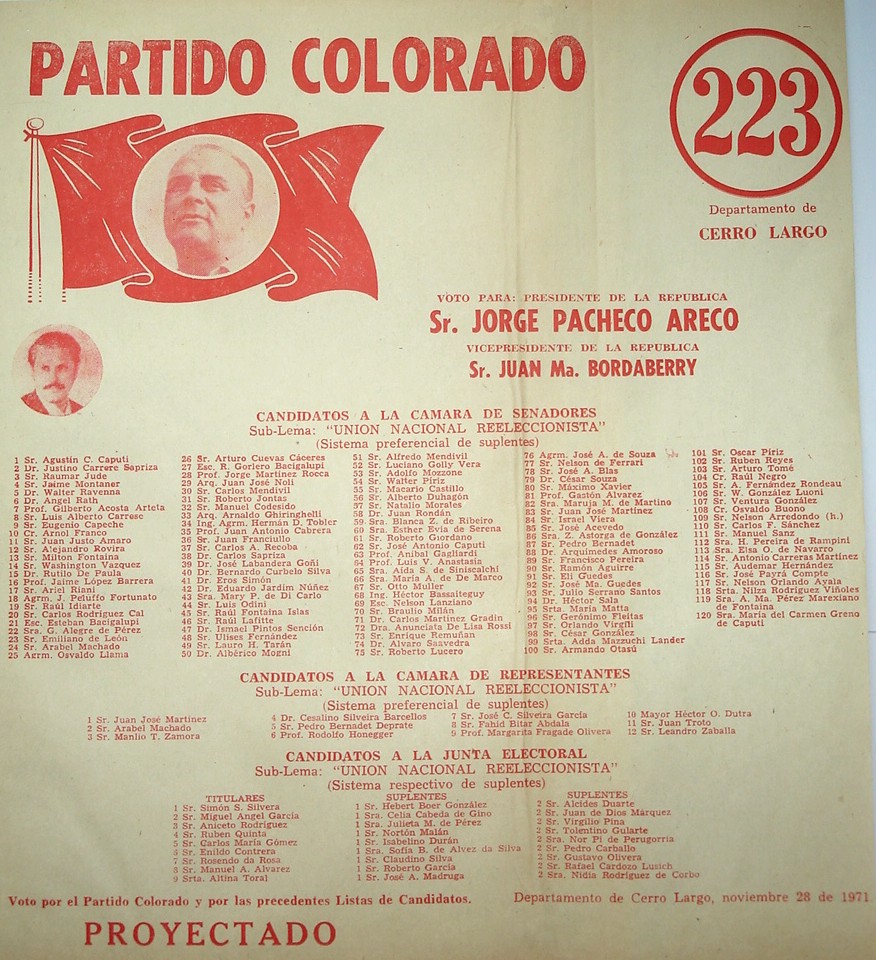 PARTIDO COLORADO
223
Departamento de
CERRO LARGO
VOTO PARA: PRESIDENTE DE LA REPUBLICA
Sr. JORGE PACHECO ARECO
VICEPRESIDENTE DE LA REPUBLICA
Sr. JUAN Ma. BORDABERRY
CANDIDATOS A LA CAMARA DE SENADORES
Sub-Lema: "UNION NACIONAL REELECCIONISTA"
(Sistema preferencial de suplentes)
1 Sr. Agustín C. Caputi
2 Dr. Justino Carrere Sapriza
3 Sr. Raumar Jude
4 Sr. Jaime Montaner
5 Dr. Walter Ravenna
6 Dr. Angel Rath
7 Prof. Gilberto Acosta Arteta
8 Sr. Luis Alberto Carrese
9 Sr. Eugenio Capeche
10 Cr. Arnol Franco
11 Sr. Juan Justo Amaro
12 Sr. Alejandro Rovira
13 Sr. Milton Fontaina
14 Sr. Washington Vazquez
15 Dr. Rutilo De Paula
16 Prof. Jaime López Barrera
17 Sr. Ariel Riani
18 Agrm. J. Peluffo Fortunato
19 Sr. Raúl Idiarte
20 Sr. Carlos Rodríguez Cal
21 Esc. Esteban Bacigalupi
22 Sra. G. Alegre de Pérez
23 Sr. Emiliano de León
24 Sr. Arabel Machado
25 Agrm. Osvaldo Llama
26 Sr. Arturo Cuevas Cáceres
27 Esc. R. Gorlero Bacigalupi
28 Prof. Jorge Martínez Rocca
29 Arq. Juan José Noli
30 Sr. Carlos Mendivil
31 Sr. Roberto Jontas
32 Sr. Manuel Codesido
33 Arq. Arnaldo Ghiringhelli
34 Ing. Agrm. Hermán D. Tobler
35 Prof. Juan Antonio Cabrera
36 Sr. Juan Franciullo
37 Sr. Carlos A. Recoba
38 Dr. Carlos Sapriza
39 Dr. José Labandera Goñi
40 Dr. Bernardo Curbelo Silva
41 Dr. Eros Simón
42 Dr. Eduardo Jardim Núñez
43 Sra. Mary P. de Di Carlo
44 Sr. Luis Odini
45 Sr. Raúl Fontaina Islas
46 Sr. Raúl Lafitte
47 Dr. Ismael Pintos Sención
48 Sr. Ulises Fernández
49 Sr. Lauro H. Tarán
50 Dr. Albérico Mogni
51 Sr. Alfredo Mendivil
52 Sr. Luciano Golly Vera
53 Sr. Adolfo Mozzone
54 Sr. Walter Píriz
55 Sr. Macario Castillo
56 Sr. Alberto Duhagón
57 Sr. Natalio Morales
58 Dr. Juan Rondán
59 Sra. Blanca Z. de Ribeiro
60 Sra. Esther Evia de Serena
61 Sr. Roberto Giordano
62 Sr. José Antonio Caputi
63 Prof. Anibal Gagliardi
64 Prof. Luis V. Anastasia
65 Sra. Aída S. de Siniscalchi
66 Sra. María A. de De Marco
67 Sr. Otto Muller
68 Ing. Héctor Bassaiteguy
69 Esc. Nelson Lanziano
70 Sr. Braulio Milán
71 Dr. Carlos Martínez Gradin
72 Dra. Anunciata De Lisa Rossi
73 Sr. Enrique Remuñan
74 Dr. Alvaro Saavedra
75 Sr. Roberto Lucero
76 Agrm. José A. de Souza
77 Sr. Nelson de Ferrari
78 Sr. José A. Blas
79 Dr. César Souza
80 Sr. Máximo Xavier
81 Prof. Gastón Alvarez
82 Sra. Maruja M. de Martino
83 Sr. Juan José Martínez
84 Sr. Israel Viera
85 Sr. José Acevedo
86 Sra. Z. Astorga de González
87 Sr. Pedro Bernadet
88 Dr. Arquímedes Amoroso
89 Sr. Francisco Pereira
90 Sr. Ramón Aguirre
91 Sr. Eli Guedes
92 Sr. José Ma. Guedes
93 Sr. Julio Serrano Santos
94 Dr. Héctor Sala
95 Srta. María Matta
96 Sr. Gerónimo Fleitas
97 Sr. Orlando Virgili
98 Sr. César González
99 Srta. Adda Mazzuchi Lander
100 Sr. Armando Otasú
101 Sr. Oscar Píriz
102 Sr. Ruben Reyes
103 Sr. Arturo Tomé
104 Cr. Raúl Negro
105 Sr. A. Fernández Rondeau
106 Sr. W. González Lueni
107 Sr. Ventura González
108 Cr. Osvaldo Buono
109 Sr. Nelson Arredondo (h.)
110 Sr. Carlos F. Sánchez
111 Sr. Manuel Sanz
112 Sra. H. Pereira de Rampini
113 Sra. Elsa O. de Navarro
114 Sr. Antonio Carreras Martínez
115 Sr. Audemar Hernández
116 Sr. José Payrá Compte
117 Sr. Nelson Orlando Ayala
118 Srta. Nilza Rodríguez Viñoles
119 Sra. A. Ma. Pérez Marexiano
de Fontaina
120 Sra. María del Carmen Greno
de Caputi
CANDIDATOS A LA CAMARA DE REPRESENTANTES
Sub-Lema: "UNION NACIONAL REELECCIONISTA"
(Sistema preferencial de suplentes)
1 Sr. Juan José Martínez
2 Sr. Arabel Machado
3 Sr. Manlio T. Zamora
4 Dr. Cesalino Silveira Barcellos
5 Sr. Pedro Bernadet Deprate
6 Prof. Rodolfo Honegger
7 Sr. José C. Silveira García
8 Sr. Fahid Bitar Abdala
9 Prof. Margarita Fragade Olivera
10 Mayor Héctor O. Dutra
11 Sr. Juan Troto
12 Sr. Leandro Zaballa
CANDIDATOS A LA JUNTA ELECTORAL
Sub-Lema: "UNION NACIONAL REELECCIONISTA"
(Sistema respectivo de suplentes)
TITULARES
1 Sr. Simón S. Silvera
2 Sr. Miguel Angel García
3 Sr. Aniceto Rodríguez
4 Sr. Ruben Quinta
5 Sr. Carlos María Gómez
6 Sr. Enildo Contrera
7 Sr. Rosendo da Rosa
8 Sr. Manuel A. Alvarez
9 Srta. Altina Toral
SUPLENTES
1 Sr. Hebert Boer González
1 Sra. Celia Cabeda de Gino
1 Sra. Julieta M. de Pérez
1 Sr. Nortón Malán
1 Sr. Isabelino Durán
1 Sra. Sofía B. de Alvez da Silva
1 Sr. Claudino Silva
1 Sr. Roberto García
1 Sr. José A. Madruga
SUPLENTES
2 Sr. Alcides Duarte
2 Sr. Juan de Dios Márquez
2 Sr. Virgilio Pina
2 Sr. Tolentino Gularte
2 Sra. Nor Pi de Perugorria
2 Sr. Pedro Carballo
2 Sr. Gustavo Olivera
2 Sr. Rafael Cardozo Lusich
2 Sra. Nidia Rodríguez de Corbo
Voto por el Partido Colorado y por las precedentes Listas de Candidatos.
Departamento de Cerro Largo, noviembre 28 de 1971
PROYECTADO